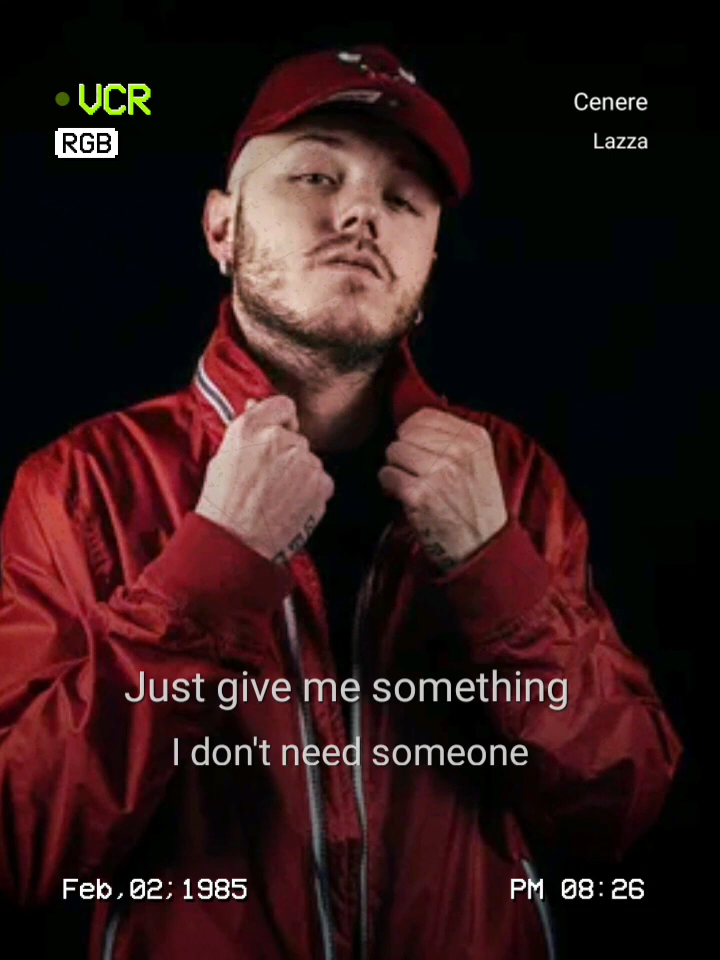 VCR
RGB
Cenere
Lazza
Just give me something
I don't need someone
Feb,02;1985
PM 08:26